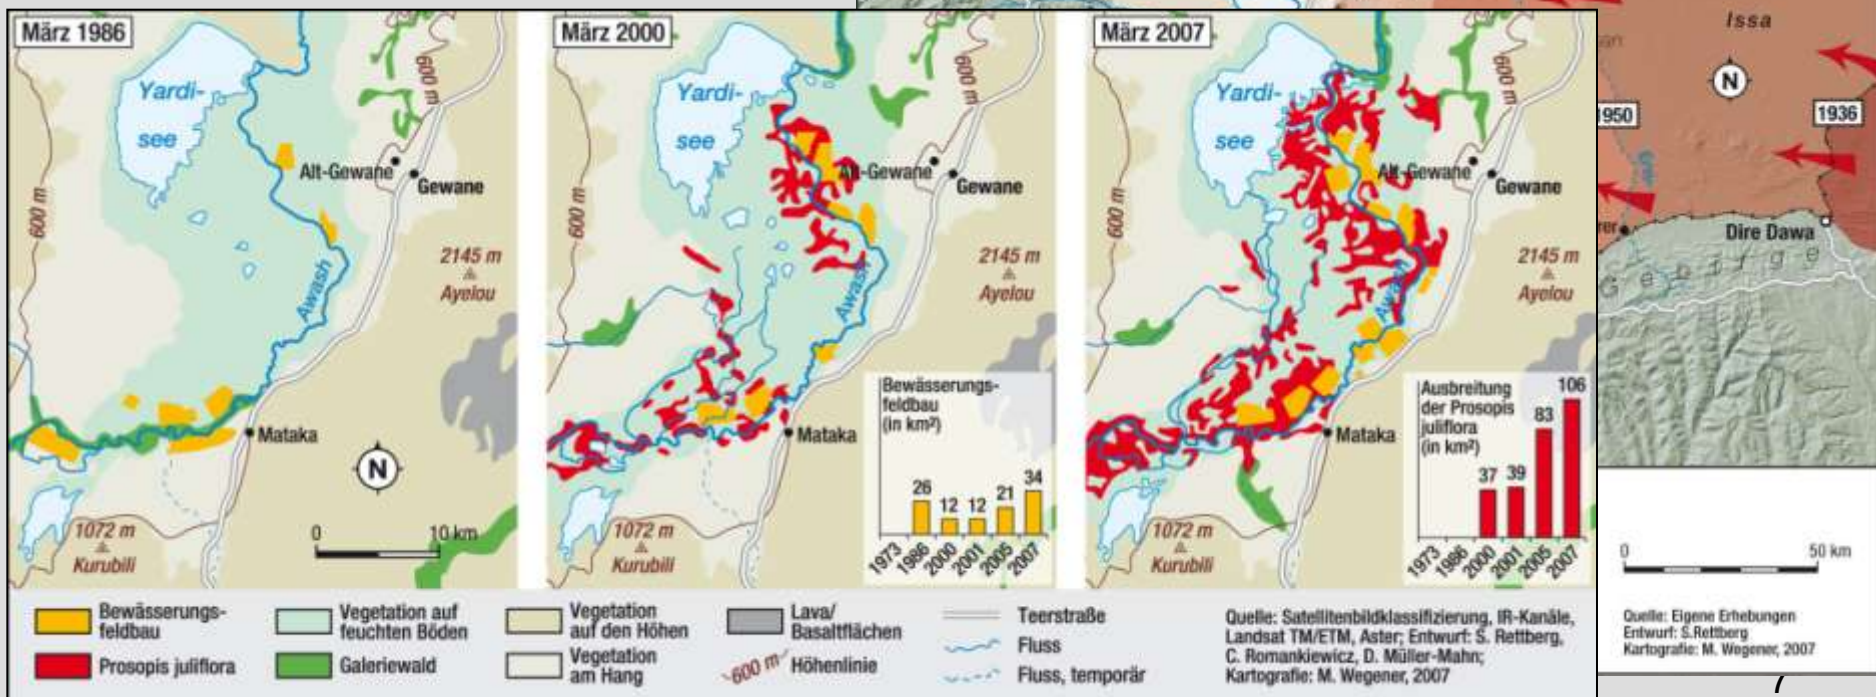 März 1986
Yardi-
see
600 m
600 m
Alt-Gewane
Gewane
2145 m
Ayelou
Awash
Mataka
N
1072 m
Kurubili
0 10 km
März 2000
Yardi-
see
600 m
Alt-Gewane
Gewane
2145 m
Ayelou
Awash
Mataka
1072 m
Kurubili
Bewässerungs-
feldbau
(in km²)
26 12 12 21 34
1973 1986 2000 2001 2005 2007
März 2007
Yardi-
see
600 m
600 m
Alt-Gewane
Gewane
2145 m
Ayelou
Awash
Mataka
1072 m
Kurubili
Ausbreitung
der Prosopis
juliflora
(in km²)
37 39 83 106
1973 1986 2000 2001 2005 2007
Bewässerungs-
feldbau
Prosopis juliflora
Vegetation auf
feuchten Böden
Galeriewald
Vegetation
auf den Höhen
Vegetation
am Hang
Lava/
Basaltflächen
600 m Höhenlinie
Teerstraße
Fluss
Fluss, temporär
Quelle: Satellitenbildklassifizierung, IR-Kanäle,
Landsat TM/ETM, Aster; Entwurf: S. Rettberg,
C. Romankiewicz, D. Müller-Mahn;
Kartografie: M. Wegener, 2007
Issa
N
1950
1936
Dire Dawa
Gebirge
0 50 km
Quelle: Eigene Erhebungen
Entwurf: S.Rettberg
Kartografie: M. Wegener, 2007